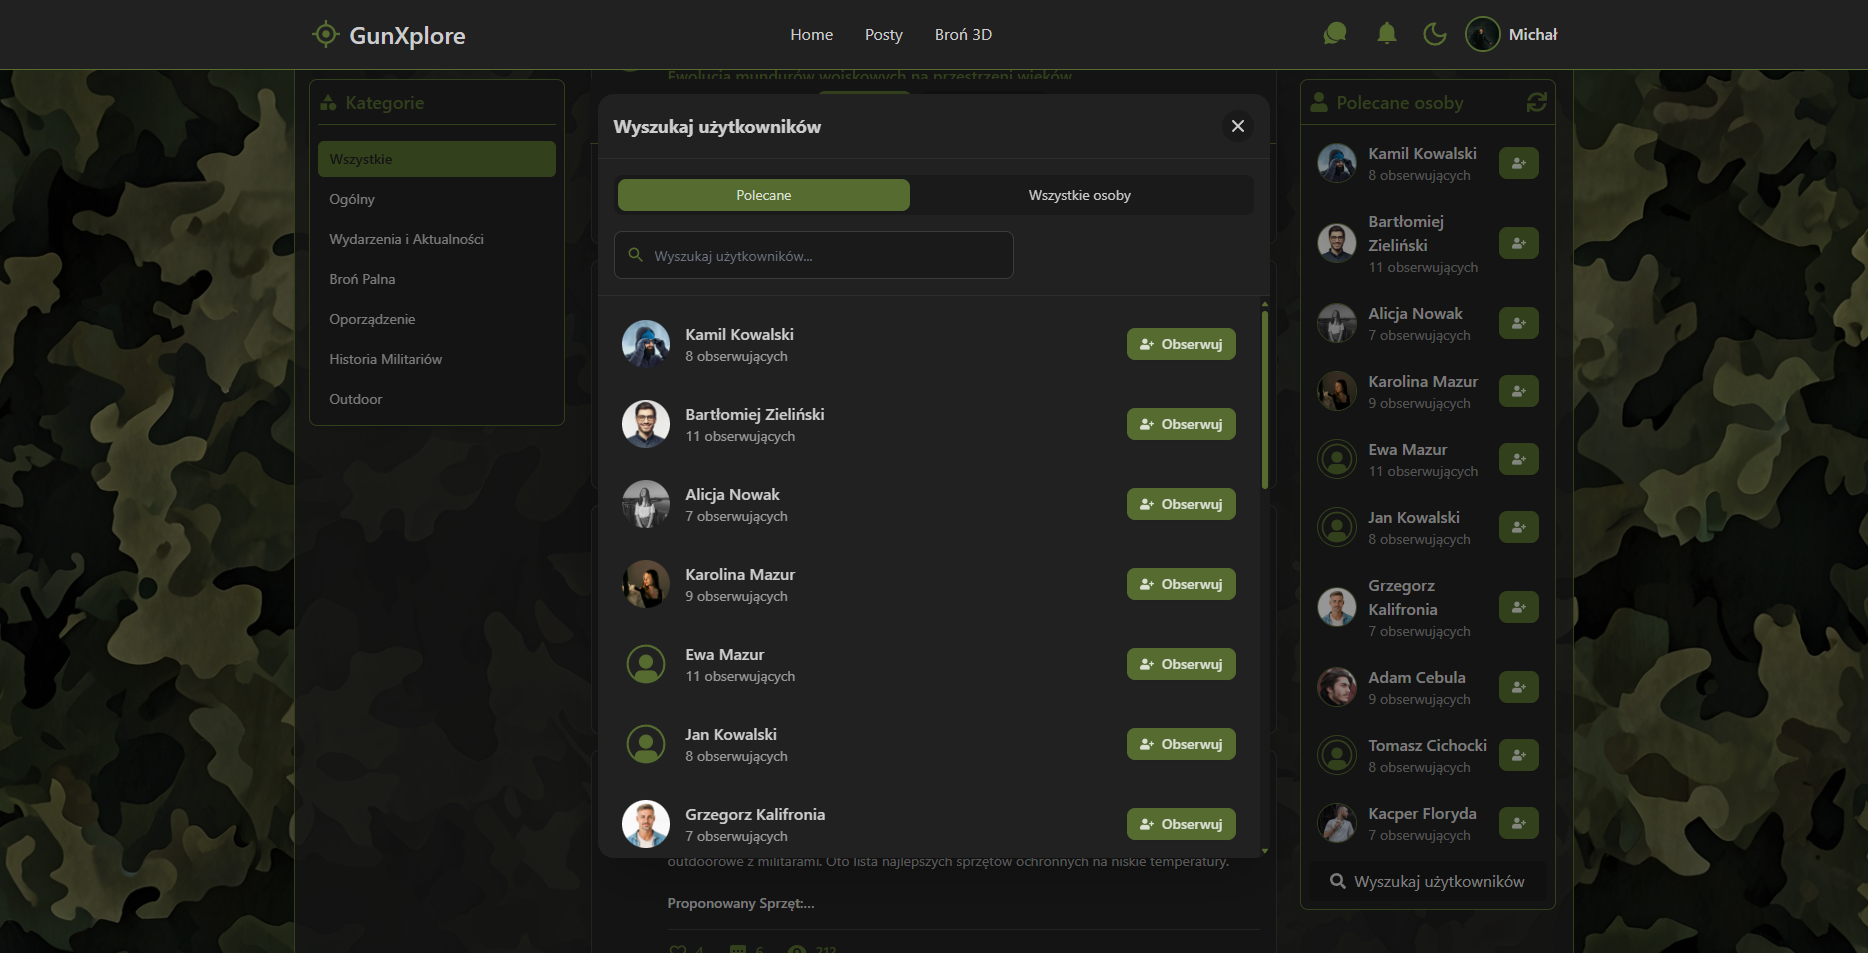 GunXplore
Home
Posty
Broń 3D
Michał
Kategorie
Wszystkie
Ogólny
Wydarzenia i Aktualności
Broń Palna
Oporządzenie
Historia Militariów
Outdoor
Ewolucja mundurów wojskowych na przestrzeni wieków
Wyszukaj użytkowników
Polecane
Wszystkie osoby
Wyszukaj użytkowników...
Kamil Kowalski
8 obserwujących
Obserwuj
Bartłomiej Zieliński
11 obserwujących
Obserwuj
Alicja Nowak
7 obserwujących
Obserwuj
Karolina Mazur
9 obserwujących
Obserwuj
Ewa Mazur
11 obserwujących
Obserwuj
Jan Kowalski
8 obserwujących
Obserwuj
Grzegorz Kalifronia
7 obserwujących
Obserwuj
outdoorowe z militarami. Oto lista najlepszych sprzętów ochronnych na niskie temperatury.
Proponowany Sprzęt:...
4
6
212
Polecane osoby
Kamil Kowalski
8 obserwujących
Bartłomiej
Zieliński
11 obserwujących
Alicja Nowak
7 obserwujących
Karolina Mazur
9 obserwujących
Ewa Mazur
11 obserwujących
Jan Kowalski
8 obserwujących
Grzegorz
Kalifronia
7 obserwujących
Adam Cebula
9 obserwujących
Tomasz Cichocki
8 obserwujących
Kacper Floryda
7 obserwujących
Wyszukaj użytkowników